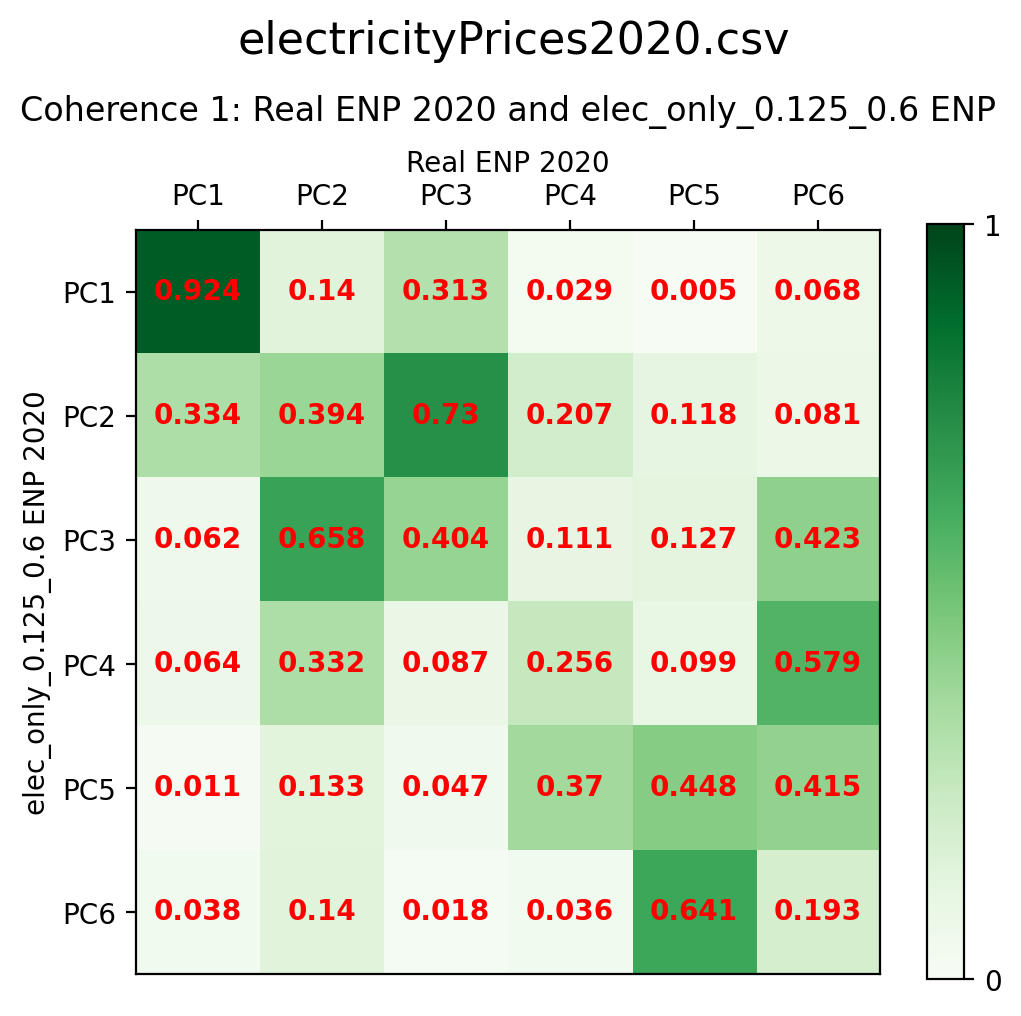 electricityPrices2020.csv
Coherence 1: Real ENP 2020 and elec_only_0.125_0.6 ENP
Real ENP 2020
PC1 PC2 PC3 PC4 PC5 PC6
elec_only_0.125_0.6 ENP 2020
PC1 0.924 0.14 0.313 0.029 0.005 0.068
PC2 0.334 0.394 0.73 0.207 0.118 0.081
PC3 0.062 0.658 0.404 0.111 0.127 0.423
PC4 0.064 0.332 0.087 0.256 0.099 0.579
PC5 0.011 0.133 0.047 0.37 0.448 0.415
PC6 0.038 0.14 0.018 0.036 0.641 0.193
1
0